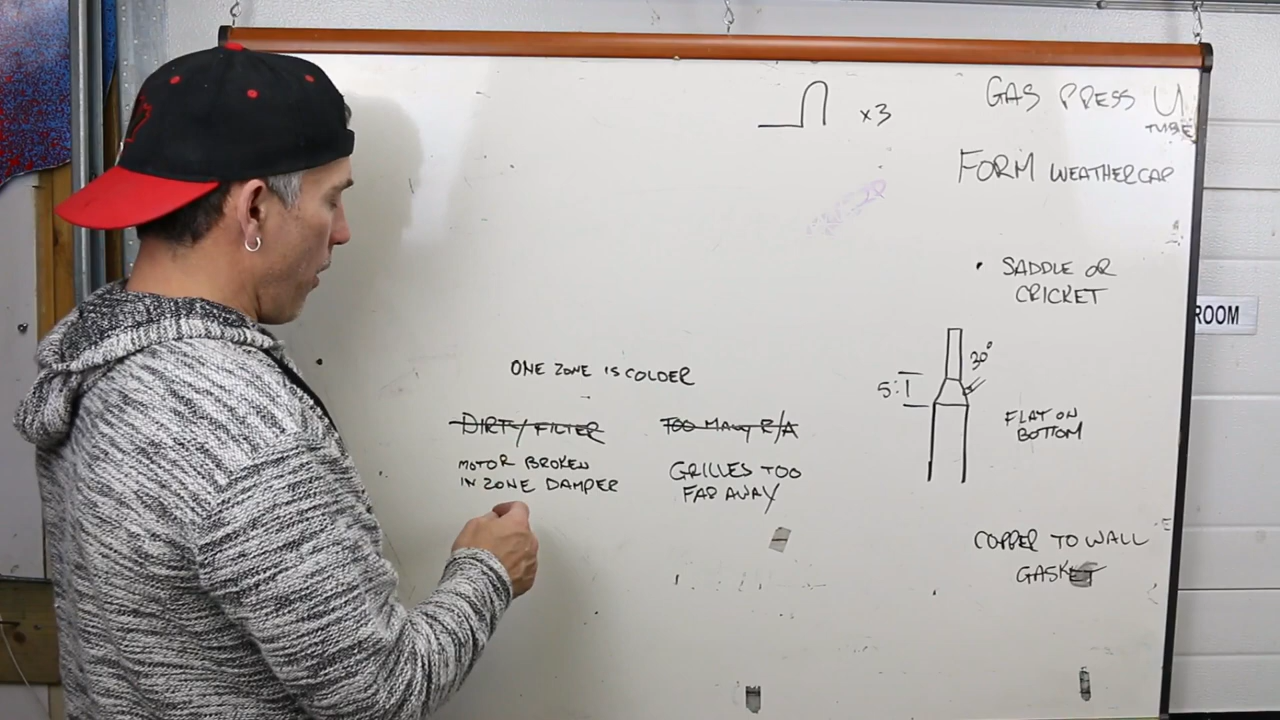 GAS PRESS U
TUBE
x3
FORM WEATHERCAP
• SADDLE OR
CRICKET
30°
5:1
FLAT ON
BOTTOM
ROOM
ONE ZONE IS COLDER
DIRTY FILTER
TOO MANY R/A
MOTOR BROKEN
IN ZONE DAMPER
GRILLES TOO
FAR AWAY
COPPER TO WALL
GASKET